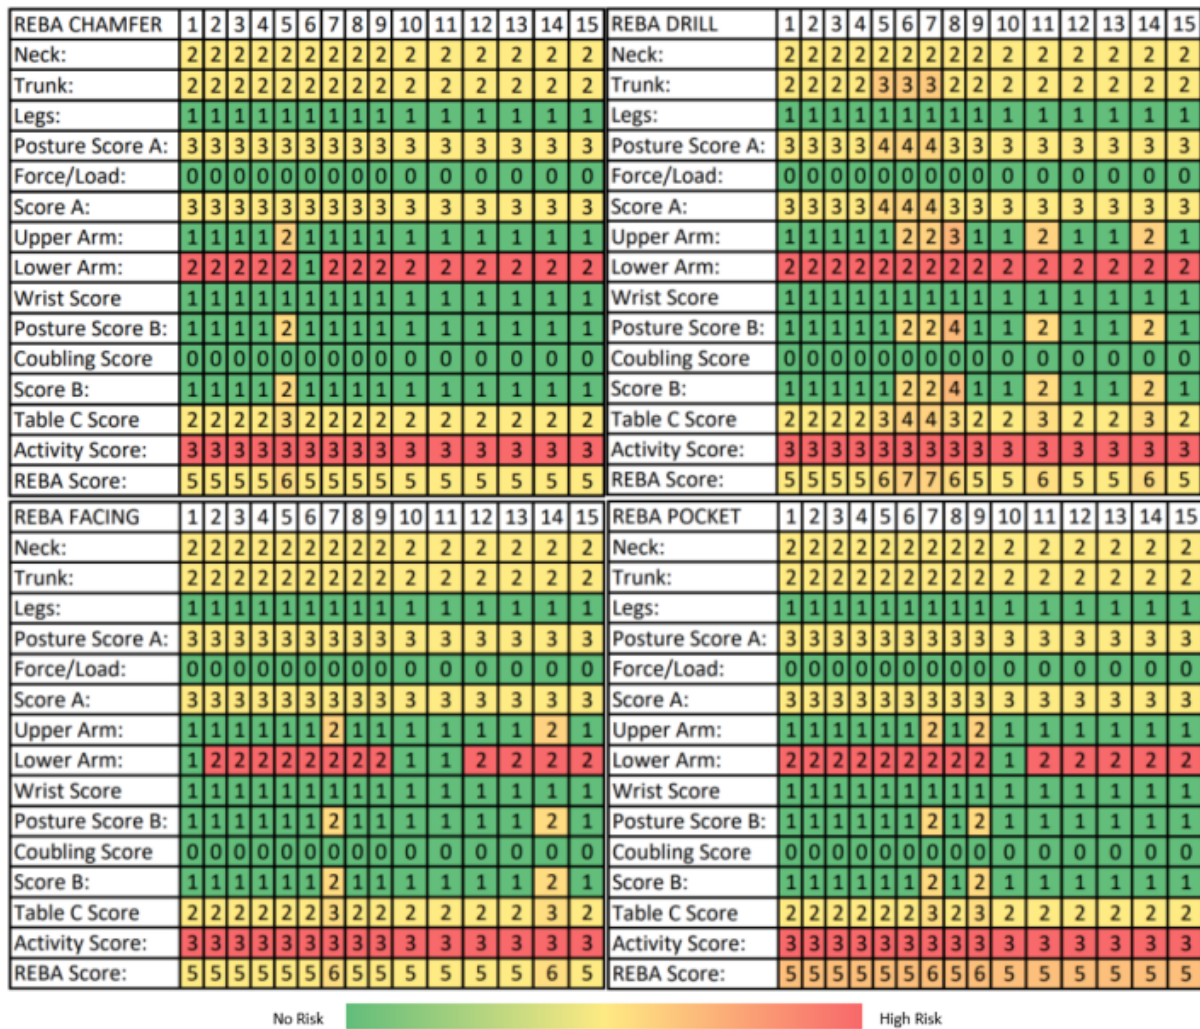 REBA CHAMFER 1 2 3 4 5 6 7 8 9 10 11 12 13 14 15
Neck: 2 2 2 2 2 2 2 2 2 2 2 2 2 2 2
Trunk: 2 2 2 2 2 2 2 2 2 2 2 2 2 2 2
Legs: 1 1 1 1 1 1 1 1 1 1 1 1 1 1 1
Posture Score A: 3 3 3 3 3 3 3 3 3 3 3 3 3 3 3
Force/Load: 0 0 0 0 0 0 0 0 0 0 0 0 0 0 0
Score A: 3 3 3 3 3 3 3 3 3 3 3 3 3 3 3
Upper Arm: 1 1 1 1 2 1 1 1 1 1 1 1 1 1 1
Lower Arm: 2 2 2 2 2 1 2 2 2 2 2 2 2 2 2
Wrist Score 1 1 1 1 1 1 1 1 1 1 1 1 1 1 1
Posture Score B: 1 1 1 1 2 1 1 1 1 1 1 1 1 1 1
Coubling Score 0 0 0 0 0 0 0 0 0 0 0 0 0 0 0
Score B: 1 1 1 1 2 1 1 1 1 1 1 1 1 1 1
Table C Score 2 2 2 2 3 2 2 2 2 2 2 2 2 2 2
Activity Score: 3 3 3 3 3 3 3 3 3 3 3 3 3 3 3
REBA Score: 5 5 5 5 6 5 5 5 5 5 5 5 5 5 5
REBA DRILL 1 2 3 4 5 6 7 8 9 10 11 12 13 14 15
Neck: 2 2 2 2 2 2 2 2 2 2 2 2 2 2 2
Trunk: 2 2 2 2 3 3 3 2 2 2 2 2 2 2 2
Legs: 1 1 1 1 1 1 1 1 1 1 1 1 1 1 1
Posture Score A: 3 3 3 3 4 4 4 3 3 3 3 3 3 3 3
Force/Load: 0 0 0 0 0 0 0 0 0 0 0 0 0 0 0
Score A: 3 3 3 3 4 4 4 3 3 3 3 3 3 3 3
Upper Arm: 1 1 1 1 1 2 2 3 1 1 2 1 1 2 1
Lower Arm: 2 2 2 2 2 2 2 2 2 2 2 2 2 2 2
Wrist Score 1 1 1 1 1 1 1 1 1 1 1 1 1 1 1
Posture Score B: 1 1 1 1 1 2 2 4 1 1 2 1 1 2 1
Coubling Score 0 0 0 0 0 0 0 0 0 0 0 0 0 0 0
Score B: 1 1 1 1 1 2 2 4 1 1 2 1 1 2 1
Table C Score 2 2 2 2 3 4 4 3 2 2 3 2 2 3 2
Activity Score: 3 3 3 3 3 3 3 3 3 3 3 3 3 3 3
REBA Score: 5 5 5 5 6 7 7 6 5 5 6 5 5 6 5
REBA FACING 1 2 3 4 5 6 7 8 9 10 11 12 13 14 15
Neck: 2 2 2 2 2 2 2 2 2 2 2 2 2 2 2
Trunk: 2 2 2 2 2 2 2 2 2 2 2 2 2 2 2
Legs: 1 1 1 1 1 1 1 1 1 1 1 1 1 1 1
Posture Score A: 3 3 3 3 3 3 3 3 3 3 3 3 3 3 3
Force/Load: 0 0 0 0 0 0 0 0 0 0 0 0 0 0 0
Score A: 3 3 3 3 3 3 3 3 3 3 3 3 3 3 3
Upper Arm: 1 1 1 1 1 1 2 1 1 1 1 1 1 2 1
Lower Arm: 1 2 2 2 2 2 2 2 2 1 1 2 2 2 2
Wrist Score 1 1 1 1 1 1 1 1 1 1 1 1 1 1 1
Posture Score B: 1 1 1 1 1 1 2 1 1 1 1 1 1 2 1
Coubling Score 0 0 0 0 0 0 0 0 0 0 0 0 0 0 0
Score B: 1 1 1 1 1 1 2 1 1 1 1 1 1 2 1
Table C Score 2 2 2 2 2 2 3 2 2 2 2 2 2 3 2
Activity Score: 3 3 3 3 3 3 3 3 3 3 3 3 3 3 3
REBA Score: 5 5 5 5 5 5 6 5 5 5 5 5 5 6 5
REBA POCKET 1 2 3 4 5 6 7 8 9 10 11 12 13 14 15
Neck: 2 2 2 2 2 2 2 2 2 2 2 2 2 2 2
Trunk: 2 2 2 2 2 2 2 2 2 2 2 2 2 2 2
Legs: 1 1 1 1 1 1 1 1 1 1 1 1 1 1 1
Posture Score A: 3 3 3 3 3 3 3 3 3 3 3 3 3 3 3
Force/Load: 0 0 0 0 0 0 0 0 0 0 0 0 0 0 0
Score A: 3 3 3 3 3 3 3 3 3 3 3 3 3 3 3
Upper Arm: 1 1 1 1 1 1 2 1 2 1 1 1 1 1 1
Lower Arm: 2 2 2 2 2 2 2 2 2 1 2 2 2 2 2
Wrist Score 1 1 1 1 1 1 1 1 1 1 1 1 1 1 1
Posture Score B: 1 1 1 1 1 1 2 1 2 1 1 1 1 1 1
Coubling Score 0 0 0 0 0 0 0 0 0 0 0 0 0 0 0
Score B: 1 1 1 1 1 1 2 1 2 1 1 1 1 1 1
Table C Score 2 2 2 2 2 2 3 2 3 2 2 2 2 2 2
Activity Score: 3 3 3 3 3 3 3 3 3 3 3 3 3 3 3
REBA Score: 5 5 5 5 5 5 6 5 6 5 5 5 5 5 5
No Risk High Risk